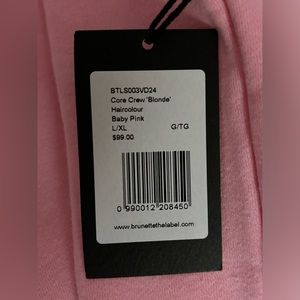 BTLS003VD24
Core Crew 'Blonde'
Haircolour
Baby Pink
L/XL G/TG
$99.00
0 990012 208450
www.brunettethelabel.com